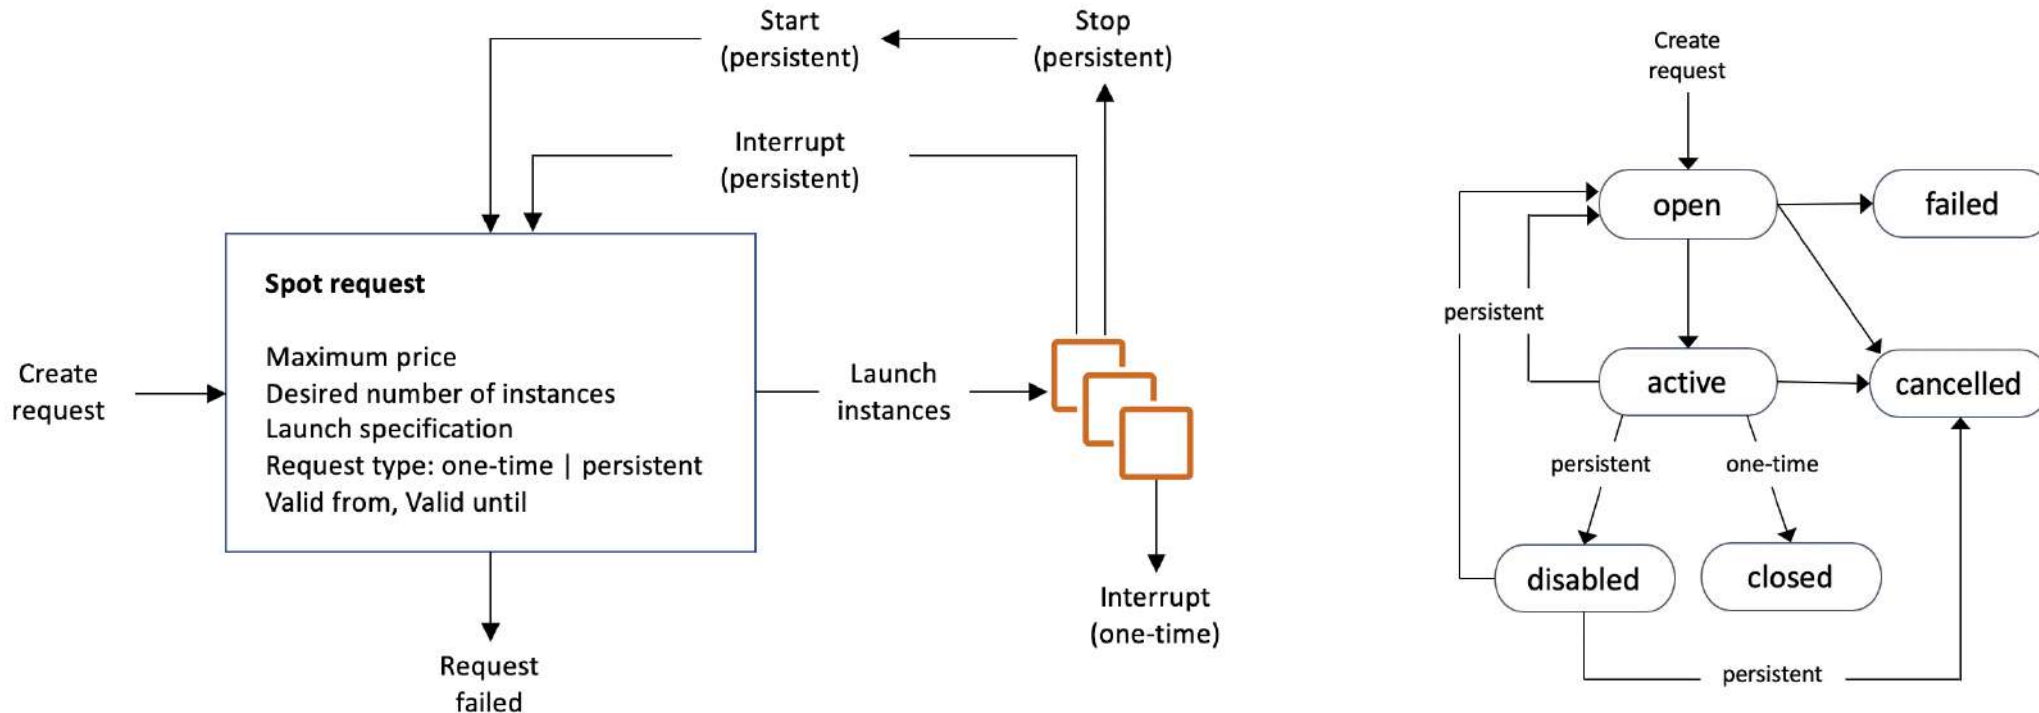 Start
(persistent)
Stop
(persistent)
Interrupt
(persistent)
Spot request
Maximum price
Desired number of instances
Launch specification
Request type: one-time | persistent
Valid from, Valid until
Create
request
Launch
instances
Interrupt
(one-time)
Request
failed
Create
request
open
failed
persistent
active
cancelled
persistent
one-time
disabled
closed
persistent